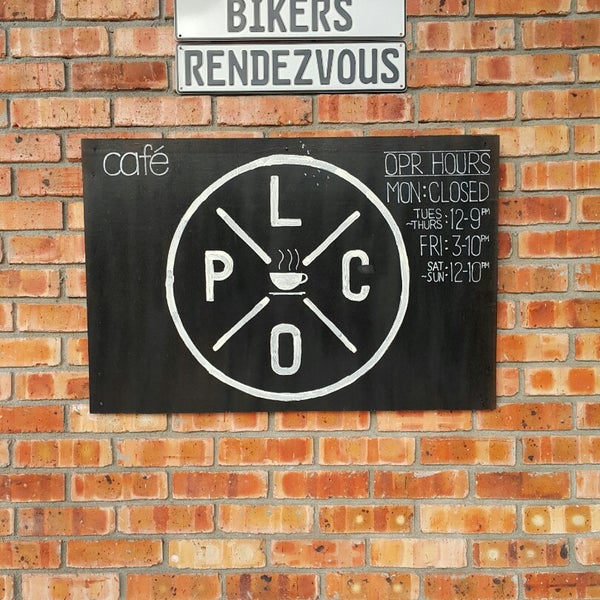 BIKERS
RENDEZVOUS
café
L
P C
O
OPR HOURS
MON: CLOSED
TUES ~THURS: 12-9PM
FRI: 3-10PM
SAT ~SUN: 12-10PM